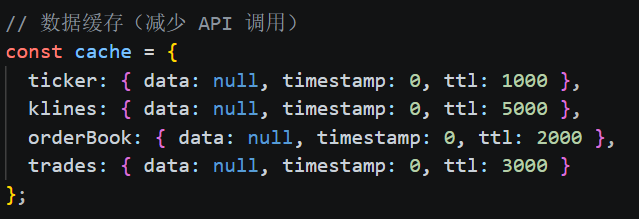 // 数据缓存（减少 API 调用）
const cache = {
  ticker: { data: null, timestamp: 0, ttl: 1000 },
  klines: { data: null, timestamp: 0, ttl: 5000 },
  orderBook: { data: null, timestamp: 0, ttl: 2000 },
  trades: { data: null, timestamp: 0, ttl: 3000 }
};